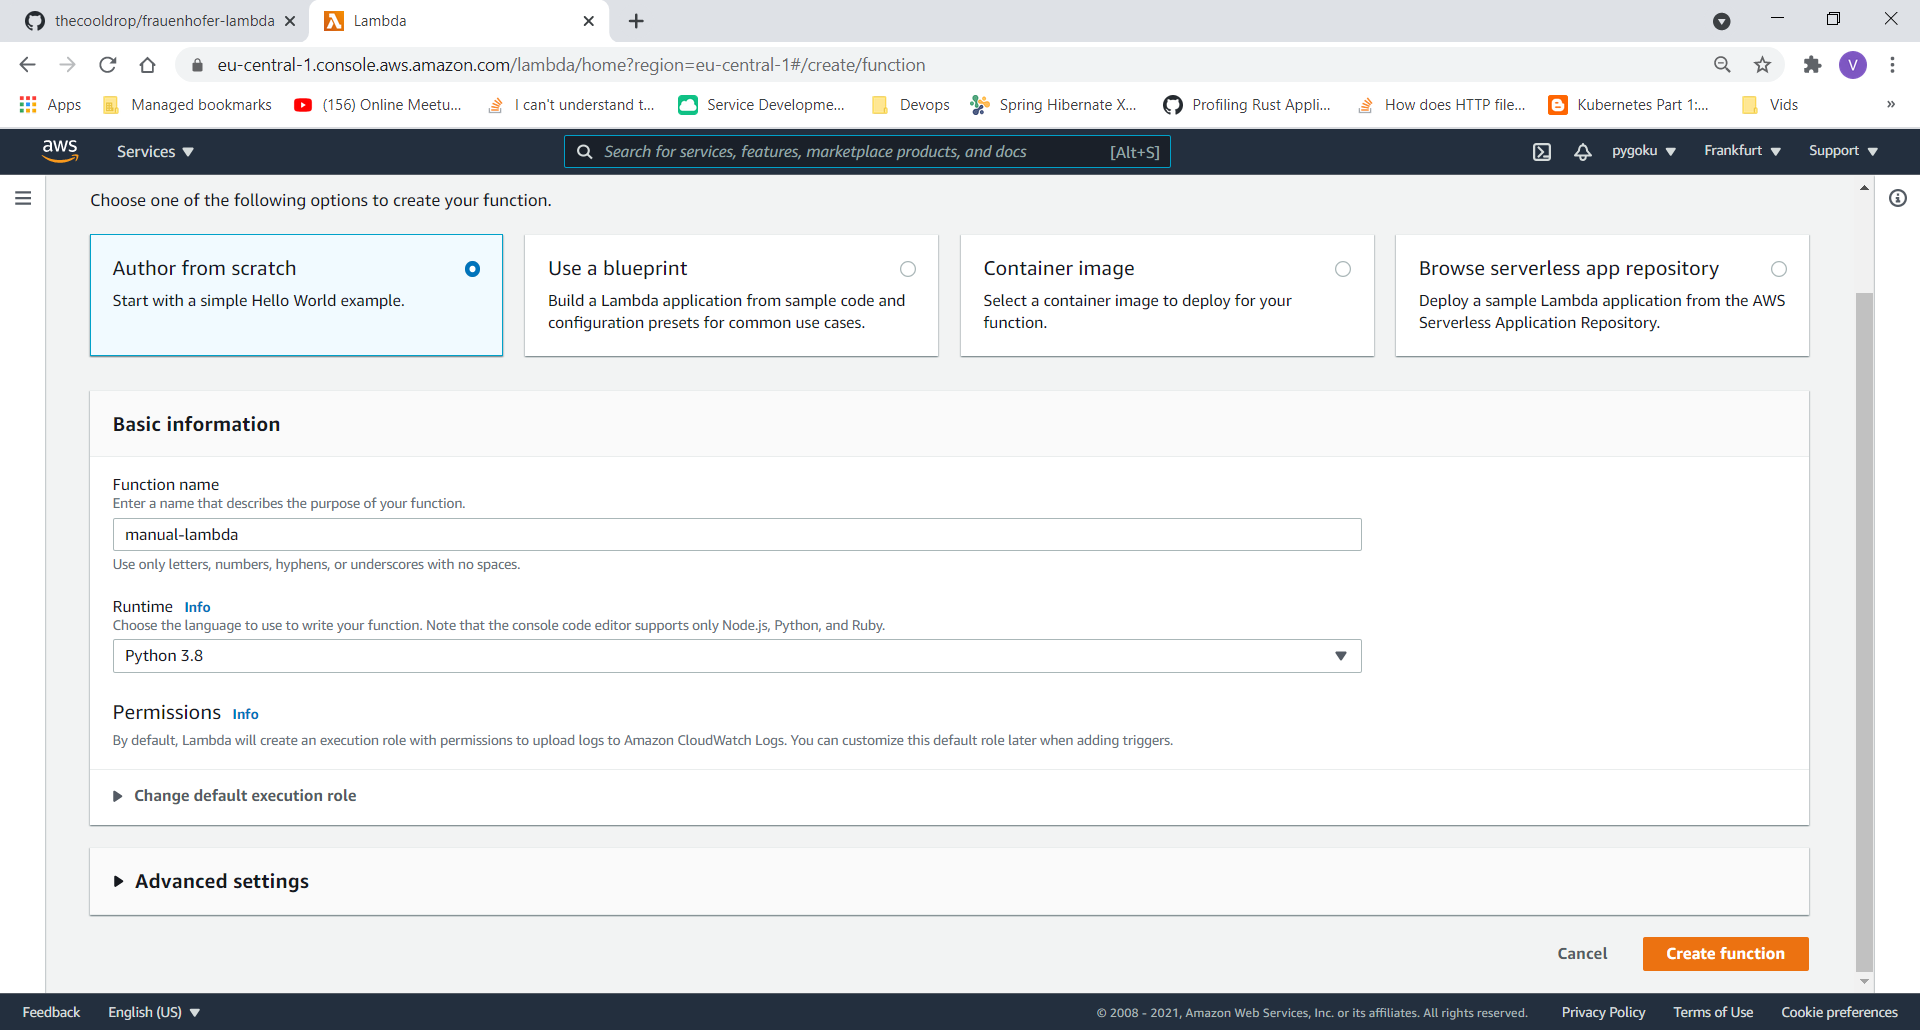 thecooldrop/frauenhofer-lambda
Lambda
eu-central-1.console.aws.amazon.com/lambda/home?region=eu-central-1#/create/function
V
Apps
Managed bookmarks
(156) Online Meetu...
I can't understand t...
Service Developme...
Devops
Spring Hibernate X...
Profiling Rust Appli...
How does HTTP file...
Kubernetes Part 1:...
Vids
»
aws
Services
Search for services, features, marketplace products, and docs
[Alt+S]
pygoku
Frankfurt
Support
Choose one of the following options to create your function.
Author from scratch
Start with a simple Hello World example.
Use a blueprint
Build a Lambda application from sample code and
configuration presets for common use cases.
Container image
Select a container image to deploy for your
function.
Browse serverless app repository
Deploy a sample Lambda application from the AWS
Serverless Application Repository.
Basic information
Function name
Enter a name that describes the purpose of your function.
manual-lambda
Use only letters, numbers, hyphens, or underscores with no spaces.
Runtime Info
Choose the language to use to write your function. Note that the console code editor supports only Node.js, Python, and Ruby.
Python 3.8
Permissions Info
By default, Lambda will create an execution role with permissions to upload logs to Amazon CloudWatch Logs. You can customize this default role later when adding triggers.
Change default execution role
Advanced settings
Cancel
Create function
Feedback
English (US)
© 2008 - 2021, Amazon Web Services, Inc. or its affiliates. All rights reserved.
Privacy Policy
Terms of Use
Cookie preferences